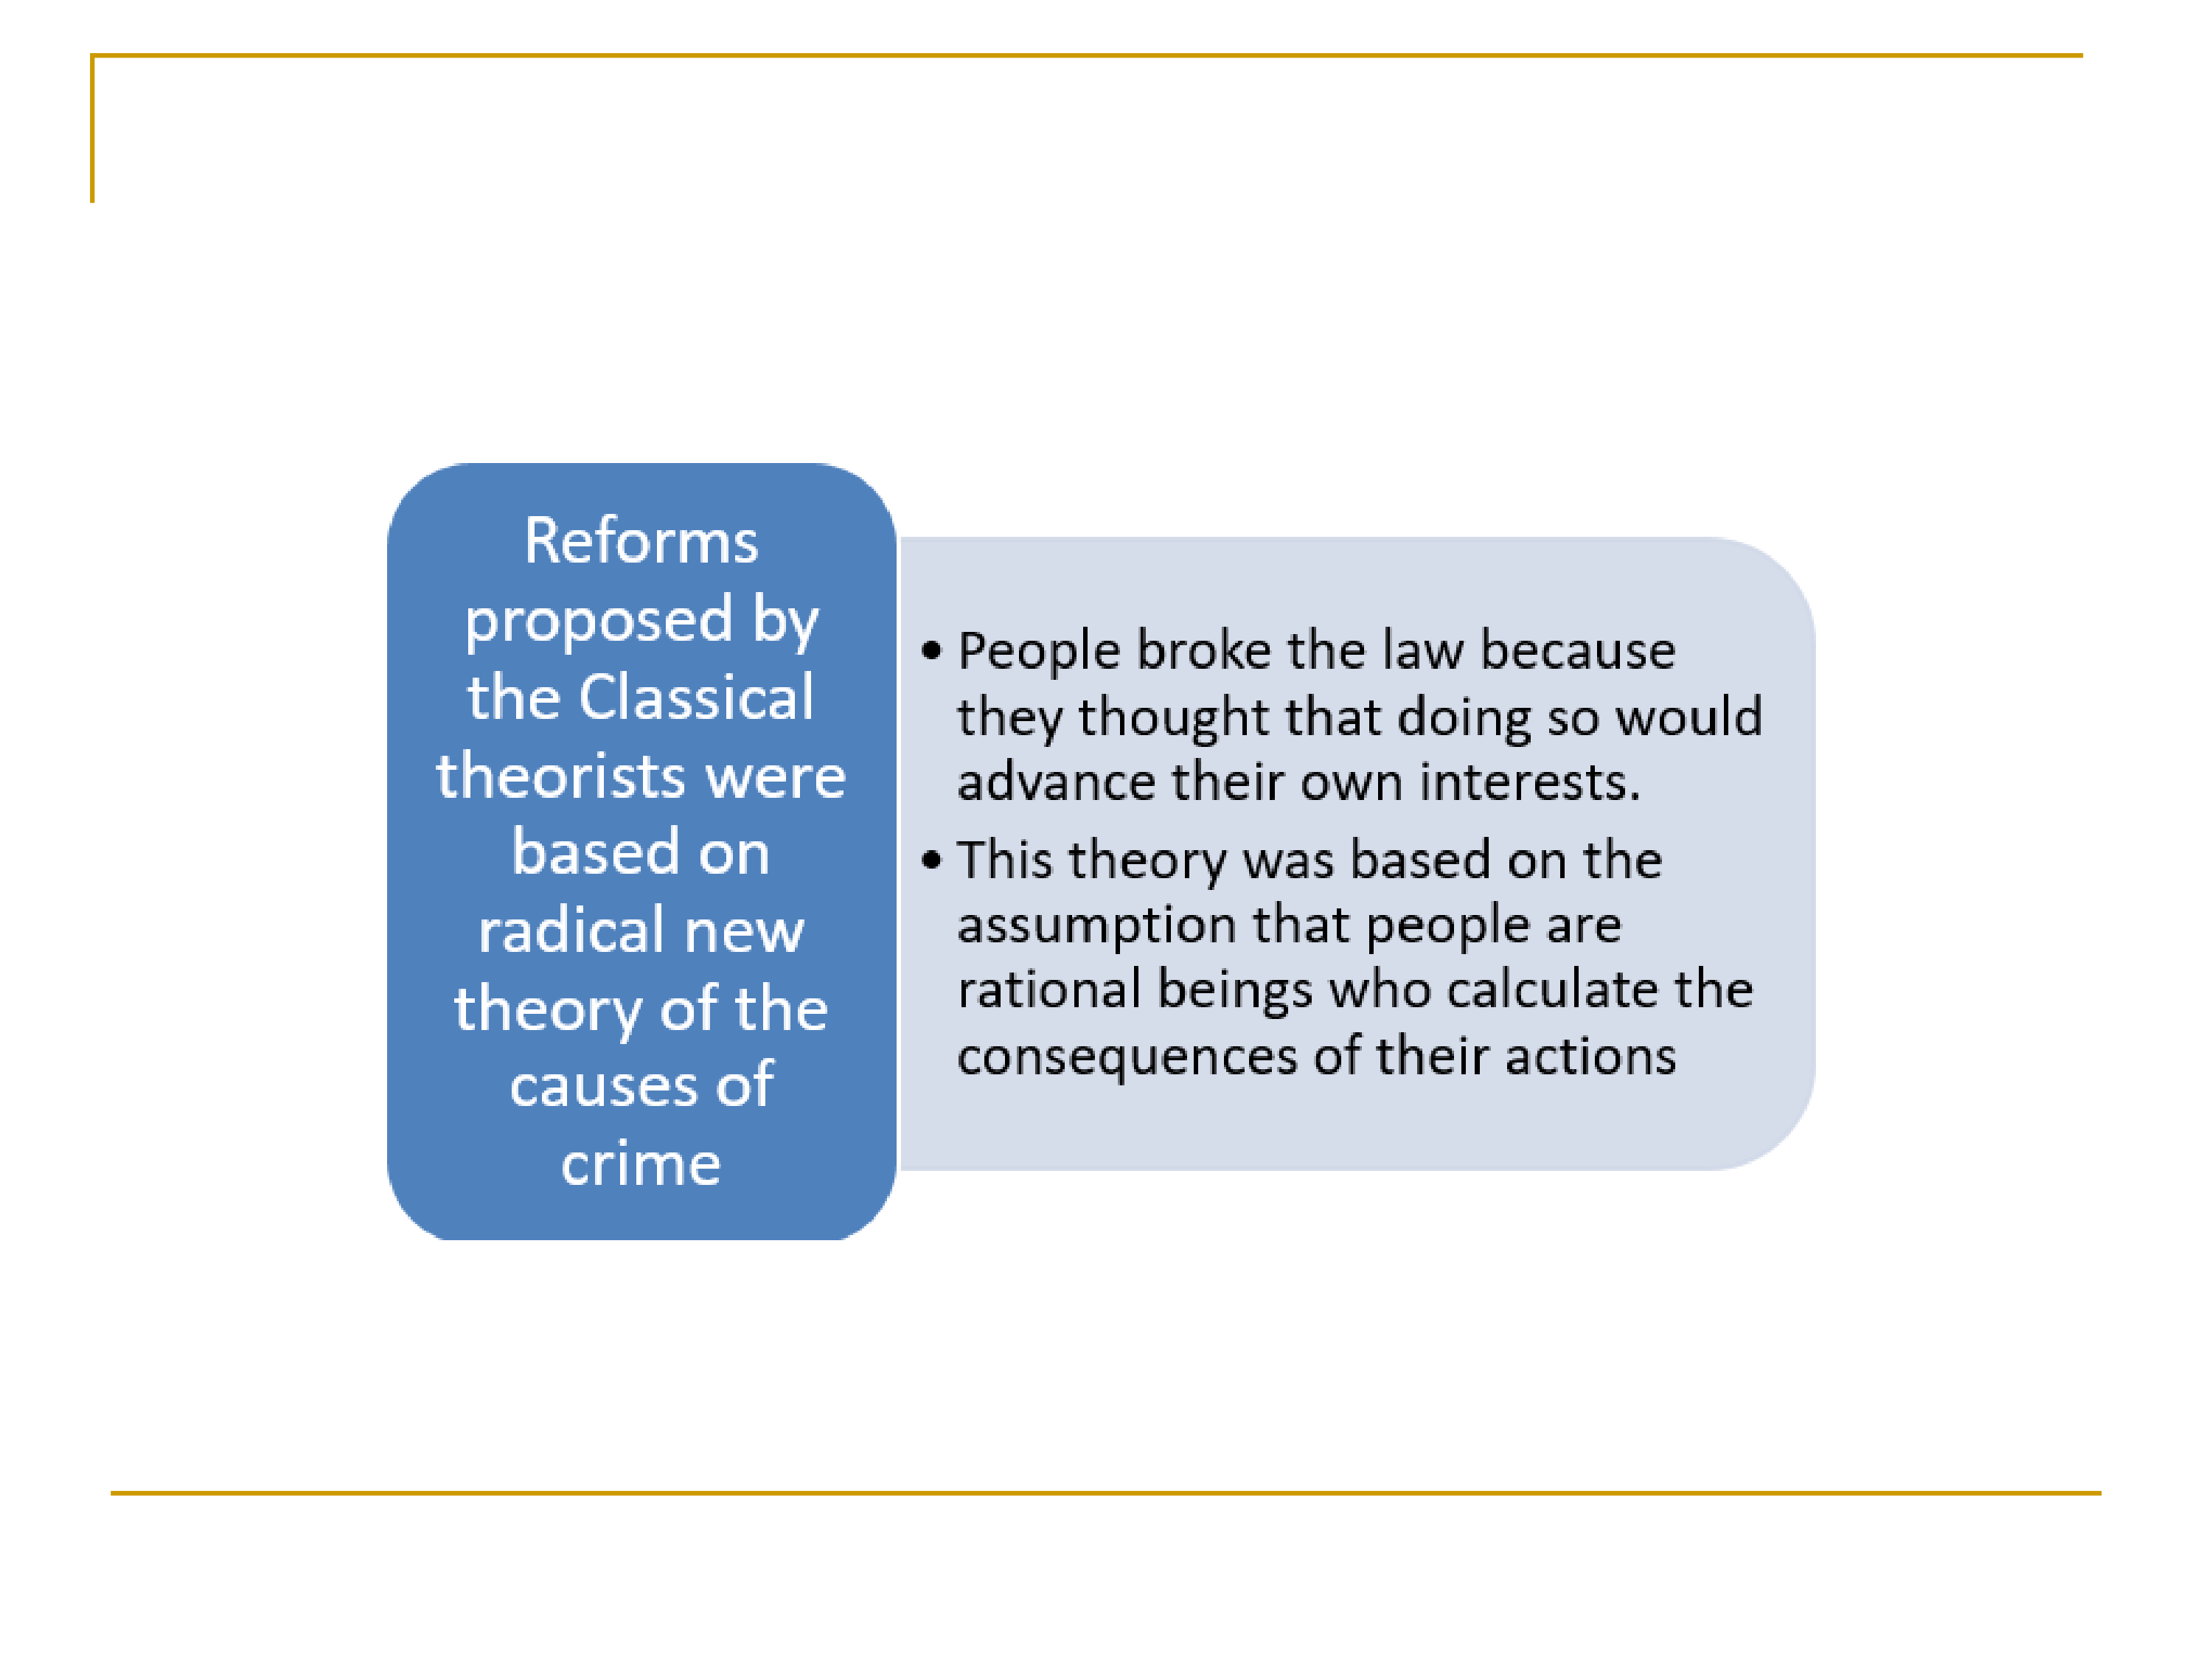 Reforms
proposed by
the Classical
theorists were
based on
radical new
theory of the
causes of
crime
• People broke the law because
they thought that doing so would
advance their own interests.
• This theory was based on the
assumption that people are
rational beings who calculate the
consequences of their actions